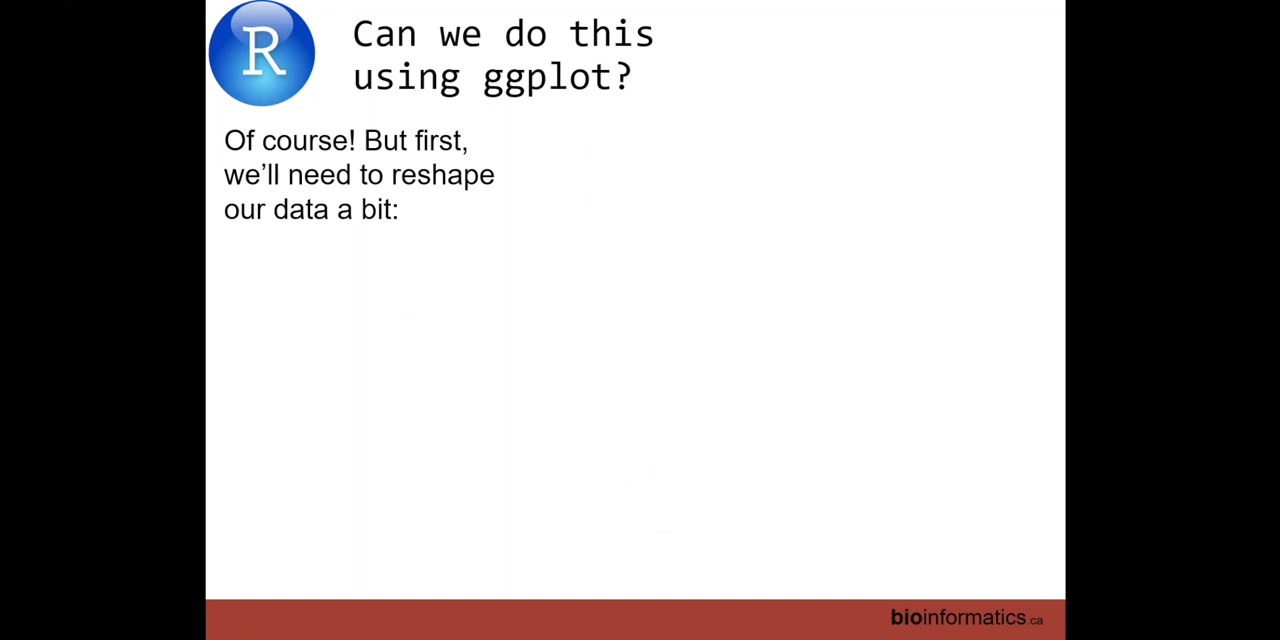 R
Can we do this
using ggplot?
Of course! But first,
we’ll need to reshape
our data a bit:
bioinformatics.ca